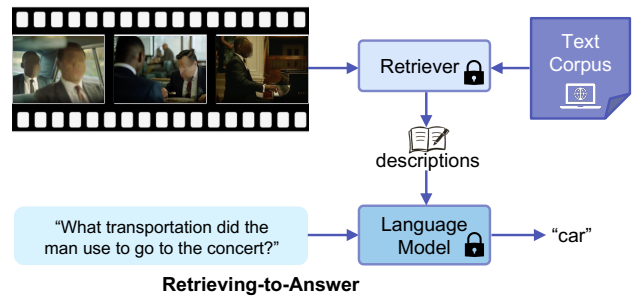 Retriever
Text
Corpus
descriptions
“What transportation did the
man use to go to the concert?”
Language
Model
“car”
Retrieving-to-Answer